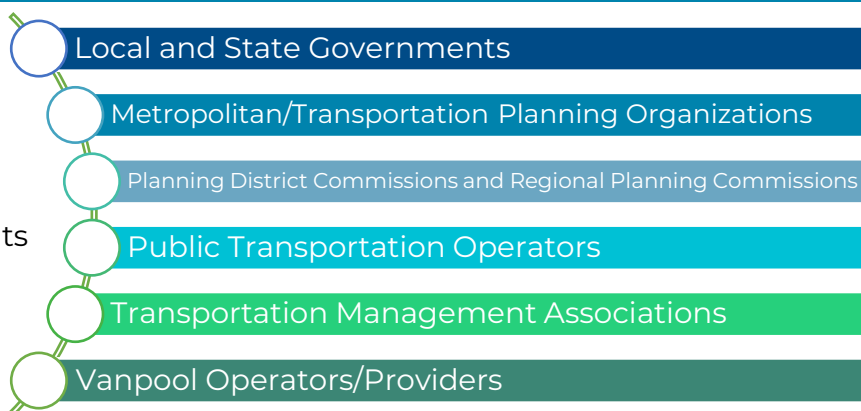 Local and State Governments
Metropolitan/Transportation Planning Organizations
Planning District Commissions and Regional Planning Commissions
ts
Public Transportation Operators
Transportation Management Associations
Vanpool Operators/Providers